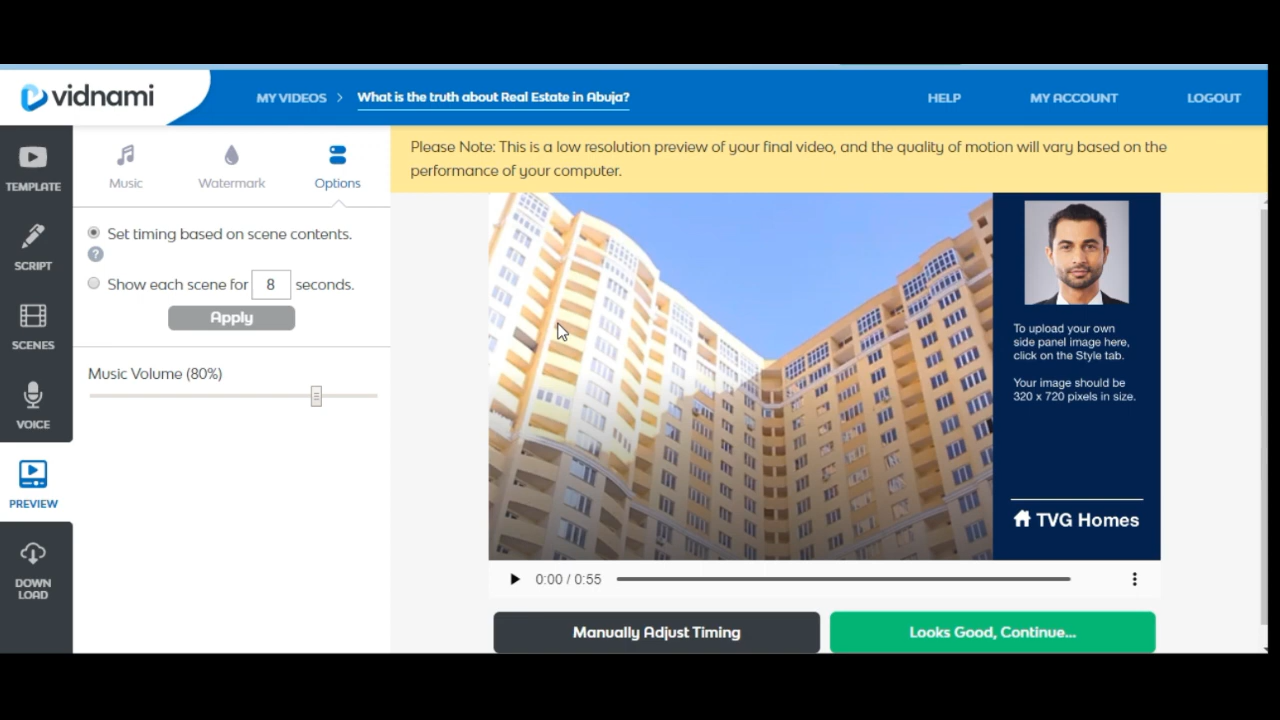 vidnami
MY VIDEOS > What is the truth about Real Estate in Abuja?
HELP
MY ACCOUNT
LOGOUT
TEMPLATE
SCRIPT
SCENES
VOICE
PREVIEW
DOWN
LOAD
Music
Watermark
Options
Set timing based on scene contents.
?
Show each scene for 8 seconds.
Apply
Music Volume (80%)
Please Note: This is a low resolution preview of your final video, and the quality of motion will vary based on the
performance of your computer.
To upload your own
side panel image here,
click on the Style tab.
Your image should be
320 x 720 pixels in size.
TVG Homes
0:00 / 0:55
Manually Adjust Timing
Looks Good, Continue...